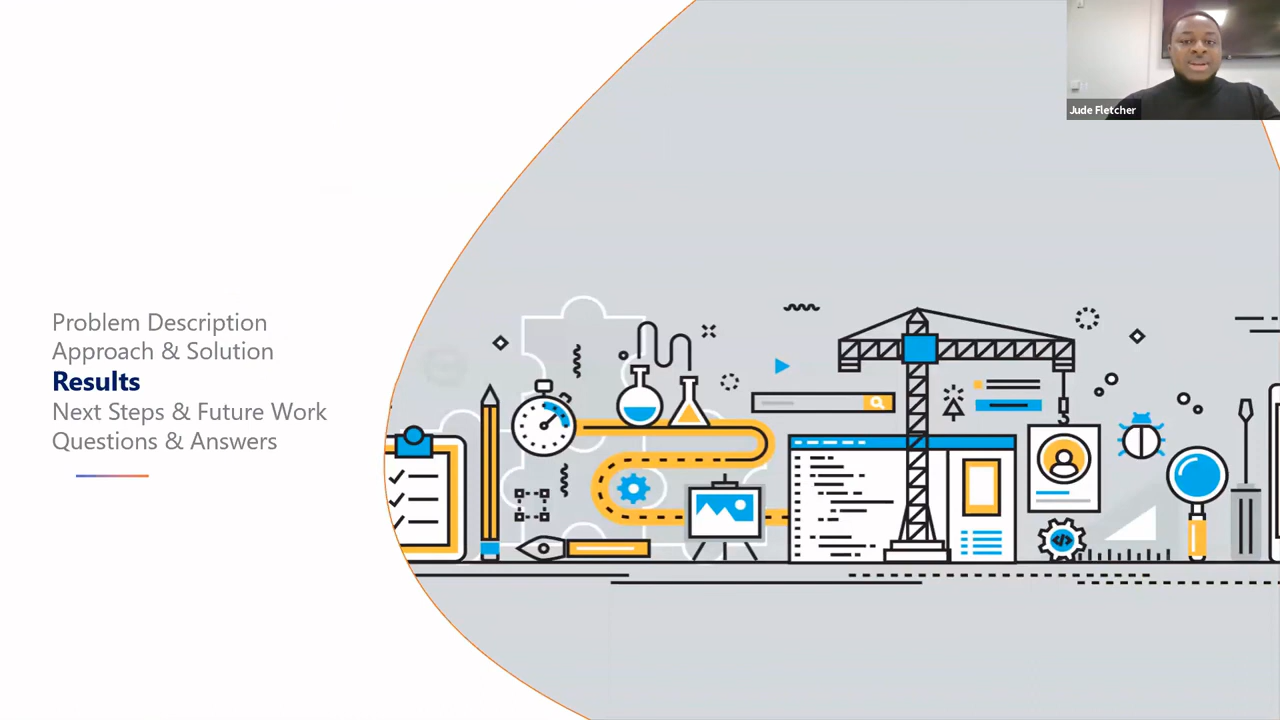 Jude Fletcher
Problem Description
Approach & Solution
Results
Next Steps & Future Work
Questions & Answers